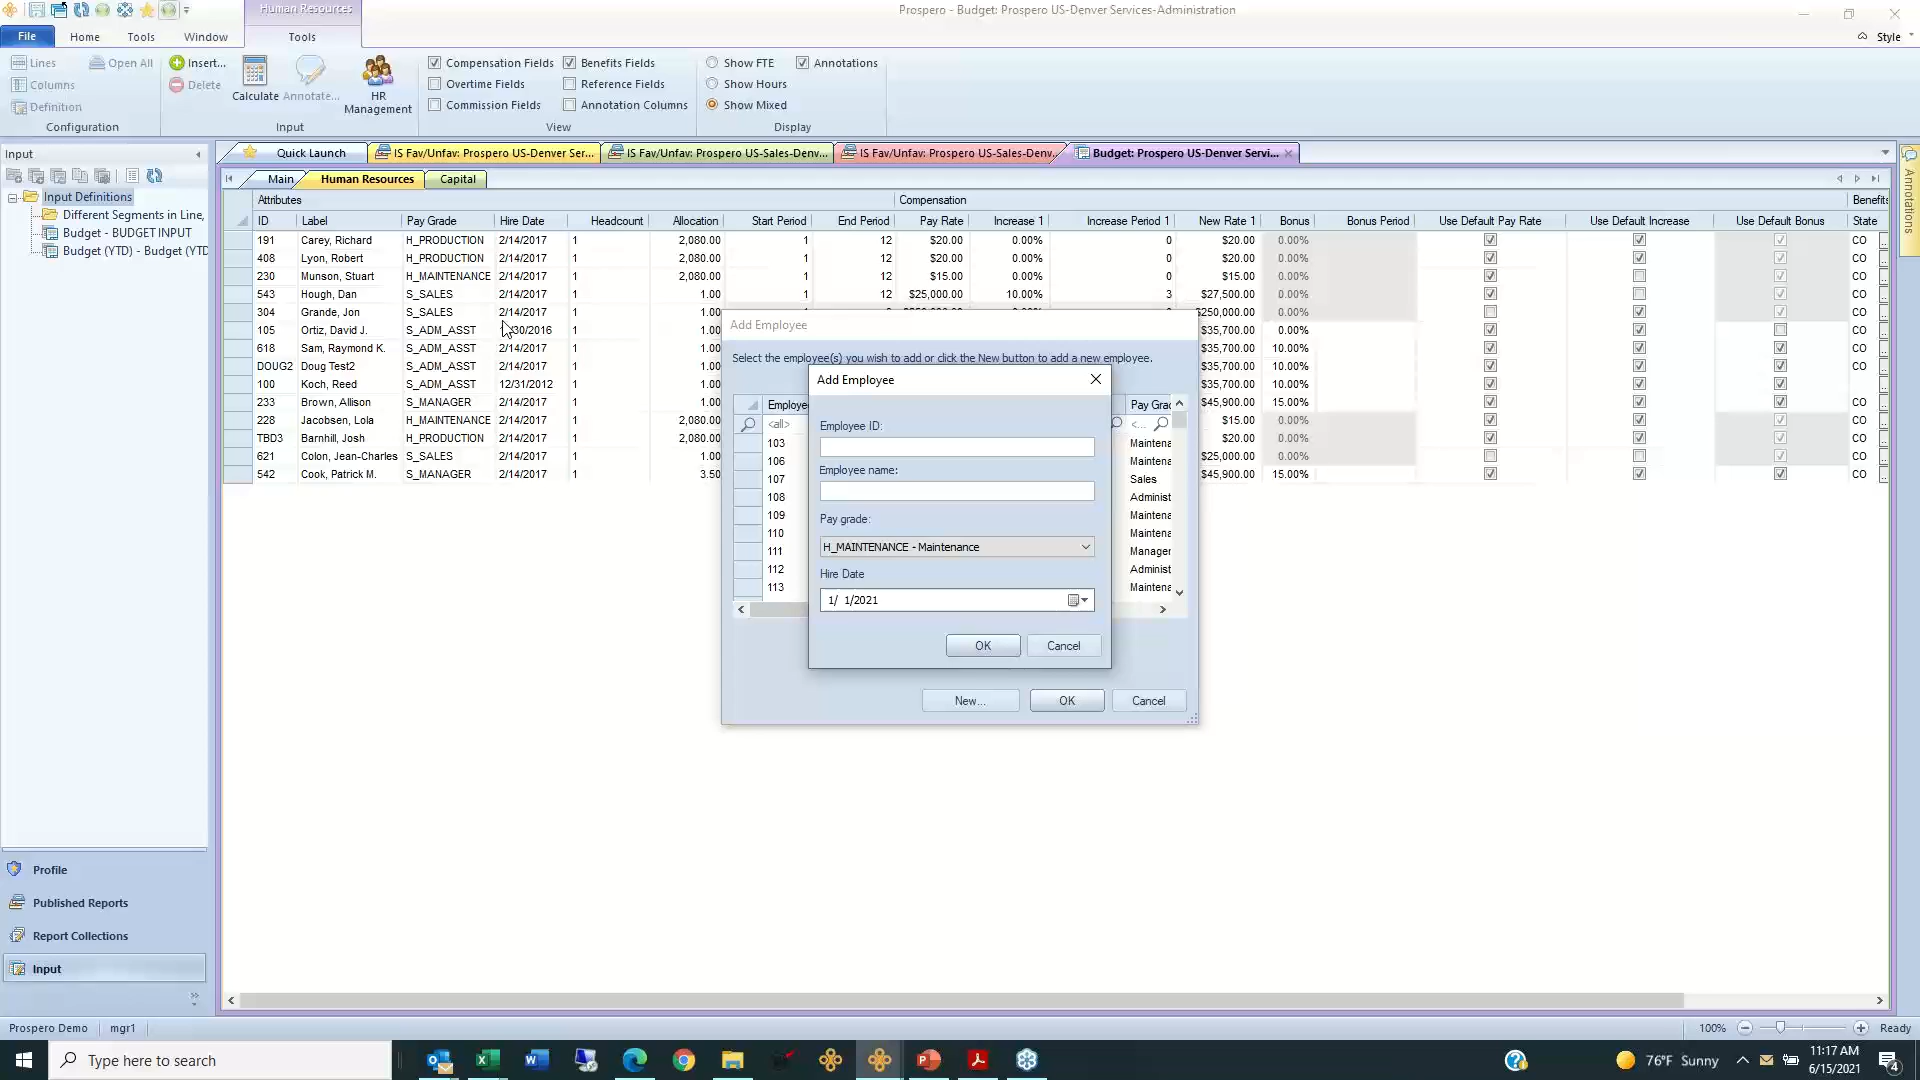 Human Resources
Prospero - Budget: Prospero US-Denver Services-Administration
File Home Tools Window Tools Style
Lines Open All Insert...
Columns Delete
Definition
Calculate Annotate... HR Management
Compensation Fields Benefits Fields Show FTE Annotations
Overtime Fields Reference Fields Show Hours
Commission Fields Annotation Columns Show Mixed
Configuration Input View Display
Input
Quick Launch IS Fav/Unfav: Prospero US-Denver Ser... IS Fav/Unfav: Prospero US-Sales-Denv... IS Fav/Unfav: Prospero US-Sales-Denv. Budget: Prospero US-Denver Servi...
Annotations
Main Human Resources Capital
Input Definitions
Different Segments in Line,
Budget - BUDGET INPUT
Budget (YTD) - Budget (YTD
Attributes Compensation Benefits
ID Label Pay Grade Hire Date Headcount Allocation Start Period End Period Pay Rate Increase 1 Increase Period 1 New Rate 1 Bonus Bonus Period Use Default Pay Rate Use Default Increase Use Default Bonus State
191 Carey, Richard H_PRODUCTION 2/14/2017 1 2,080.00 1 12 $20.00 0.00% 0 $20.00 0.00% CO ...
408 Lyon, Robert H_PRODUCTION 2/14/2017 1 2,080.00 1 12 $20.00 0.00% 0 $20.00 0.00% CO ...
230 Munson, Stuart H_MAINTENANCE 2/14/2017 1 2,080.00 1 12 $15.00 0.00% 0 $15.00 0.00% CO ...
543 Hough, Dan S_SALES 2/14/2017 1 1.00 1 12 $25,000.00 10.00% 3 $27,500.00 0.00% CO ...
304 Grande, Jon S_SALES 2/14/2017 1 1.00 $250,000.00 0.00% CO ...
105 Ortiz, David J. S_ADM_ASST /30/2016 1 1.00 $35,700.00 0.00% CO ...
618 Sam, Raymond K. S_ADM_ASST 2/14/2017 1 1.00 $35,700.00 10.00% CO ...
DOUG2 Doug Test2 S_ADM_ASST 2/14/2017 1 1.00 $35,700.00 10.00% CO ...
100 Koch, Reed S_ADM_ASST 12/31/2012 1 1.00 $35,700.00 10.00%
233 Brown, Allison S_MANAGER 2/14/2017 1 1.00 $45,900.00 15.00% CO ...
228 Jacobsen, Lola H_MAINTENANCE 2/14/2017 1 2,080.00 $15.00 0.00% CO ...
TBD3 Barnhill, Josh H_PRODUCTION 2/14/2017 1 2,080.00 $20.00 0.00% CO ...
621 Colon, Jean-Charles S_SALES 2/14/2017 1 1.00 $25,000.00 0.00% CO ...
542 Cook, Patrick M. S_MANAGER 2/14/2017 1 3.50 $45,900.00 15.00% CO ...
Add Employee
Select the employee(s) you wish to add or click the New button to add a new employee.
Employe Pay Grad
<all> <...
103 Maintena
106 Maintena
107 Sales
108 Administ
109 Maintena
110 Maintena
111 Manager
112 Administ
113 Maintena
New... OK Cancel
Add Employee
Employee ID:
Employee name:
Pay grade:
H_MAINTENANCE - Maintenance
Hire Date
1/ 1/2021
OK Cancel
Profile
Published Reports
Report Collections
Input
Prospero Demo mgr1 100% Ready
Type here to search 76°F Sunny 11:17 AM
6/15/2021 4